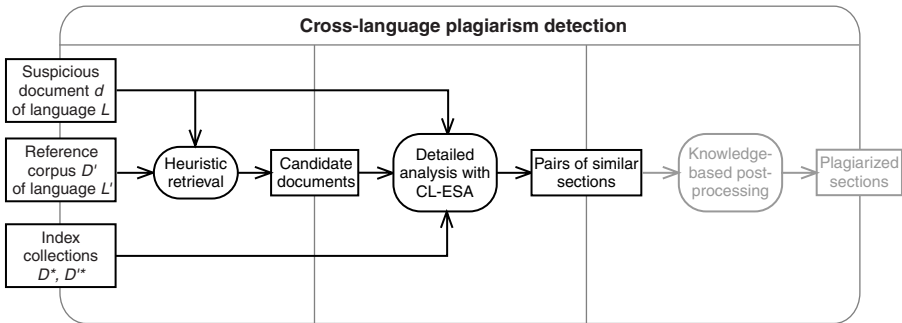 Cross-language plagiarism detection
Suspicious
document d
of language L
Reference
corpus D'
of language L'
Index
collections
D*, D'*
Heuristic
retrieval
Candidate
documents
Detailed
analysis with
CL-ESA
Pairs of similar
sections
Knowledge-
based post-
processing
Plagiarized
sections